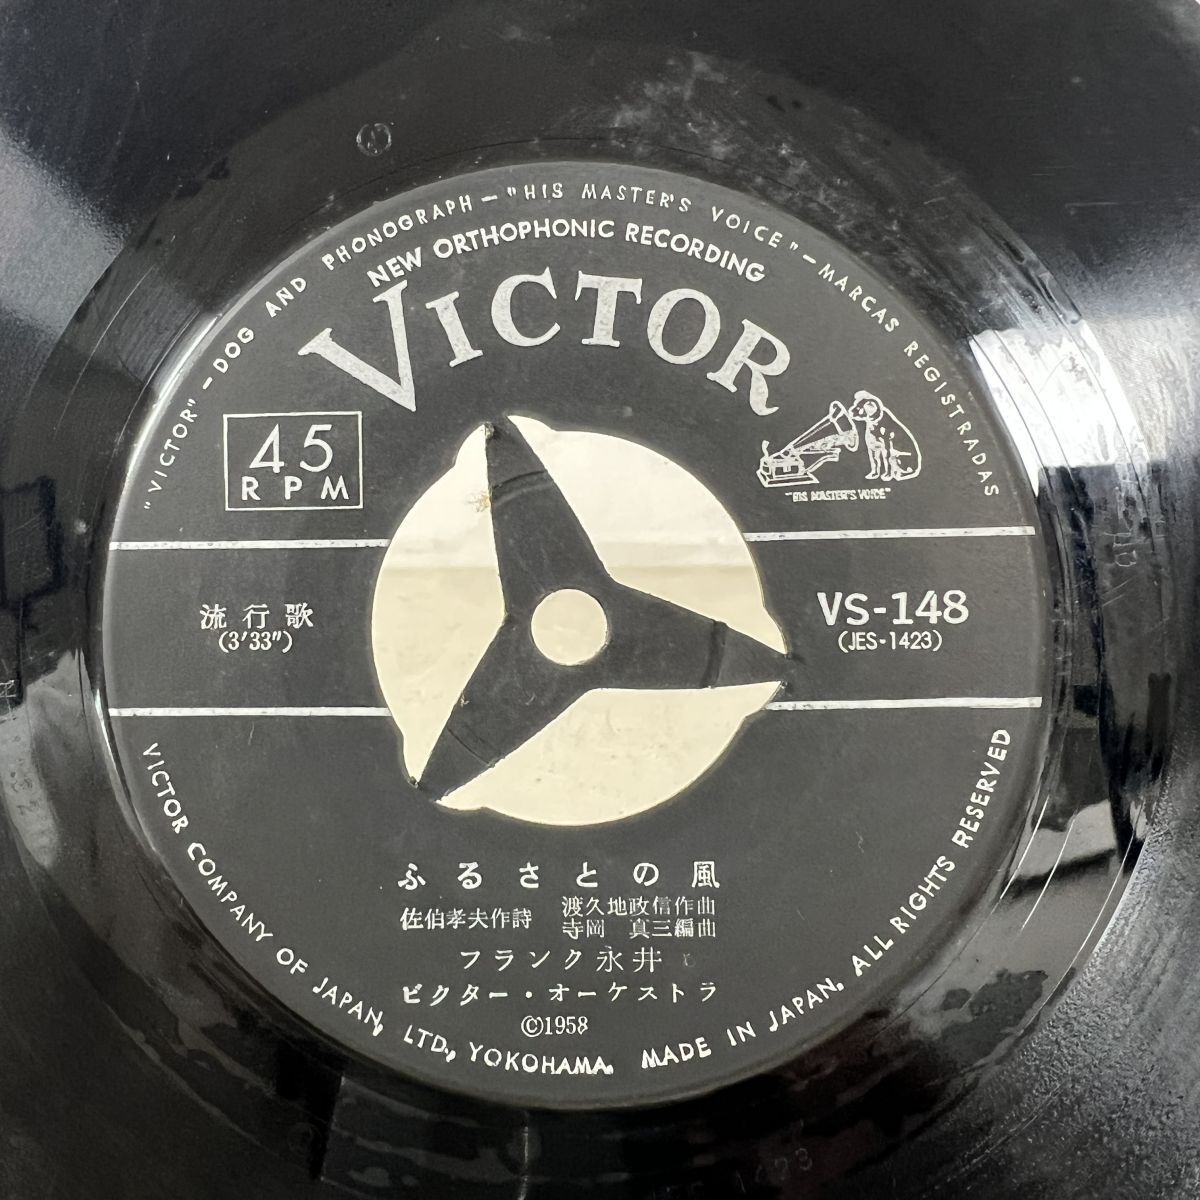 "VICTOR"–DOG AND PHONOGRAPH–"HIS MASTER'S VOICE"–MARCAS REGISTRADAS
NEW ORTHOPHONIC RECORDING
VICTOR
45
RPM
"HIS MASTER'S VOICE"
流行歌
(3'33")
VS-148
(JES-1423)
ふるさとの風
佐伯孝夫作詩 渡久地政信作曲
寺岡真三編曲
フランク永井
ビクター・オーケストラ
©1958
VICTOR COMPANY OF JAPAN, LTD., YOKOHAMA. MADE IN JAPAN. ALL RIGHTS RESERVED